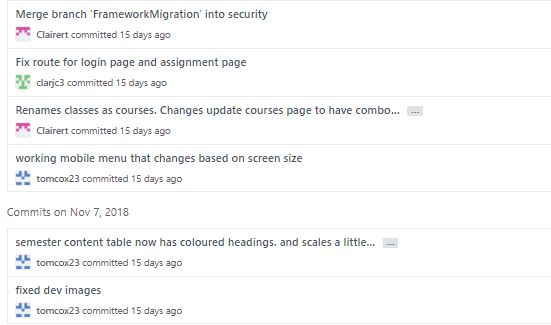 Merge branch 'FrameworkMigration' into security
Clairert committed 15 days ago
Fix route for login page and assignment page
clarjc3 committed 15 days ago
Renames classes as courses. Changes update courses page to have combo... ...
Clairert committed 15 days ago
working mobile menu that changes based on screen size
tomcox23 committed 15 days ago
Commits on Nov 7, 2018
semester content table now has coloured headings. and scales a little... ...
tomcox23 committed 15 days ago
fixed dev images
tomcox23 committed 15 days ago